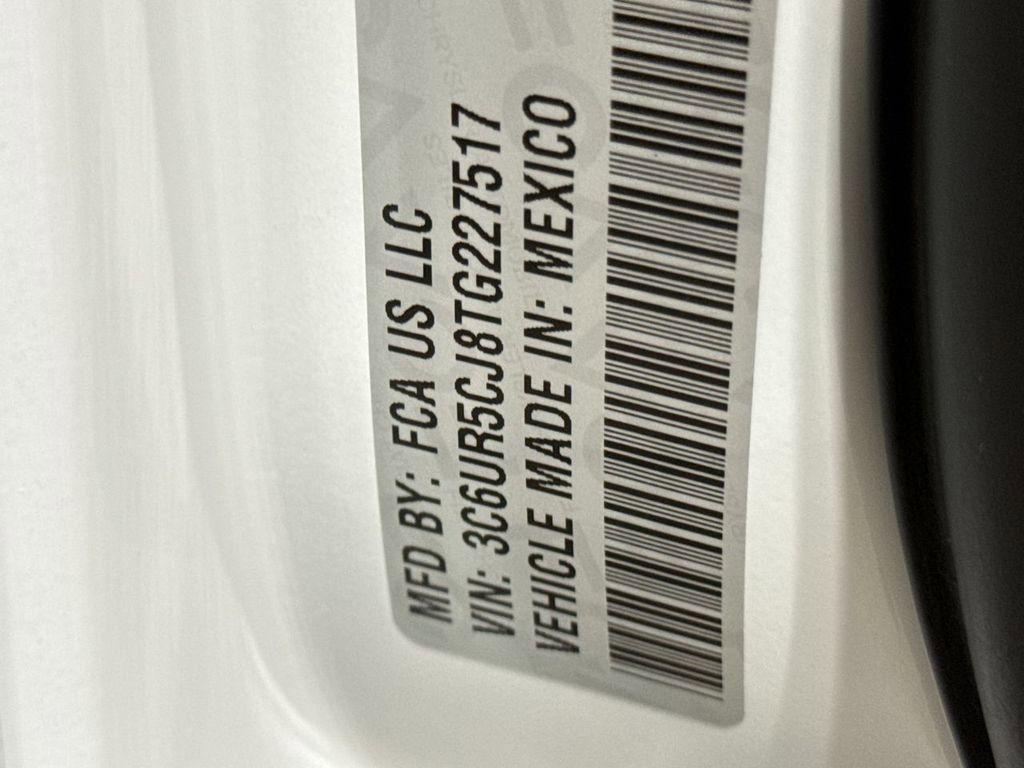 MFD BY: FCA US LLC
VIN: 3C6UR5CJ8TG227517
VEHICLE MADE IN: MEXICO